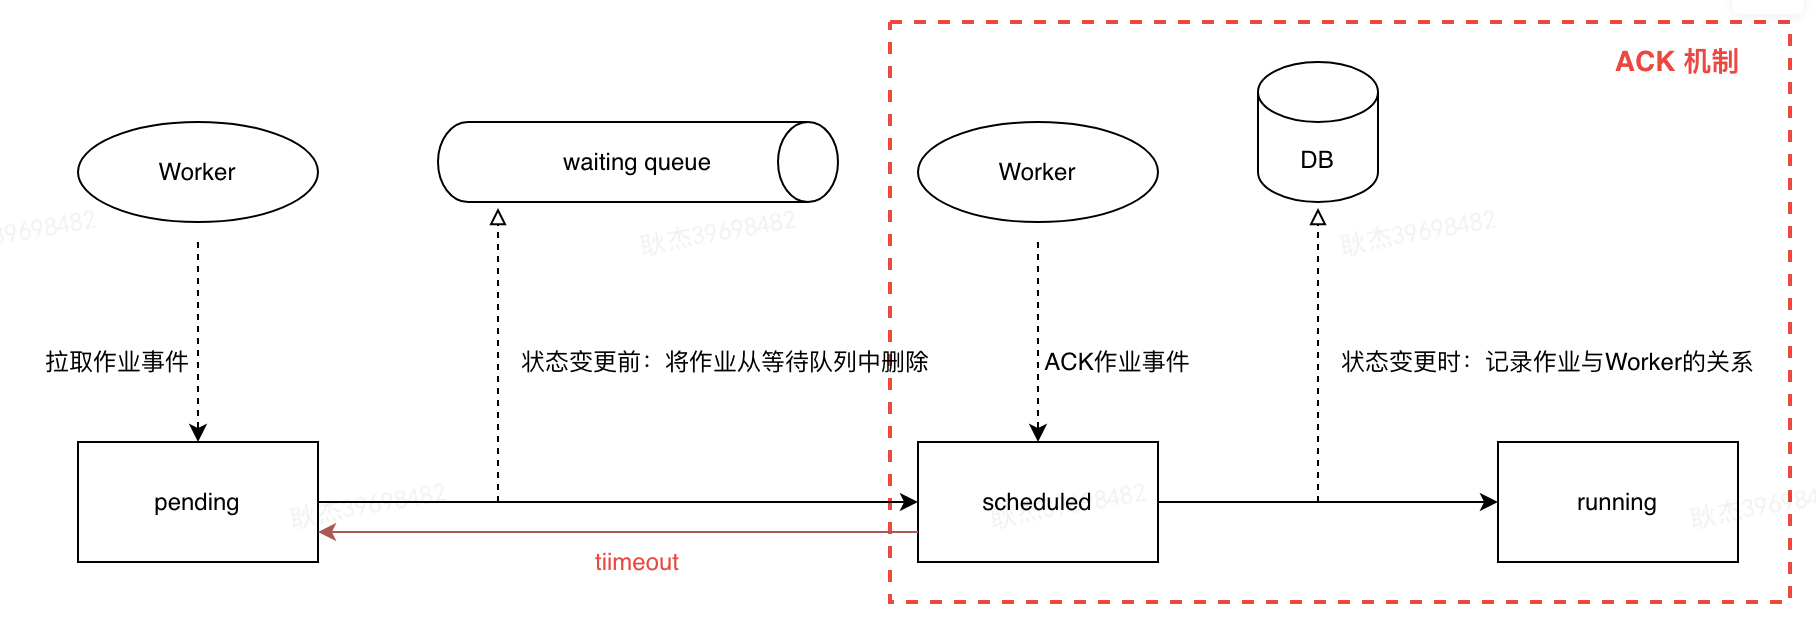 ACK 机制
Worker
waiting queue
Worker
DB
耿杰39698482
耿杰39698482
39698482
拉取作业事件
状态变更前：将作业从等待队列中删除
ACK作业事件
状态变更时：记录作业与Worker的关系
pending
scheduled
running
耿杰39698482
耿杰39698482
耿杰3969848
tiimeout